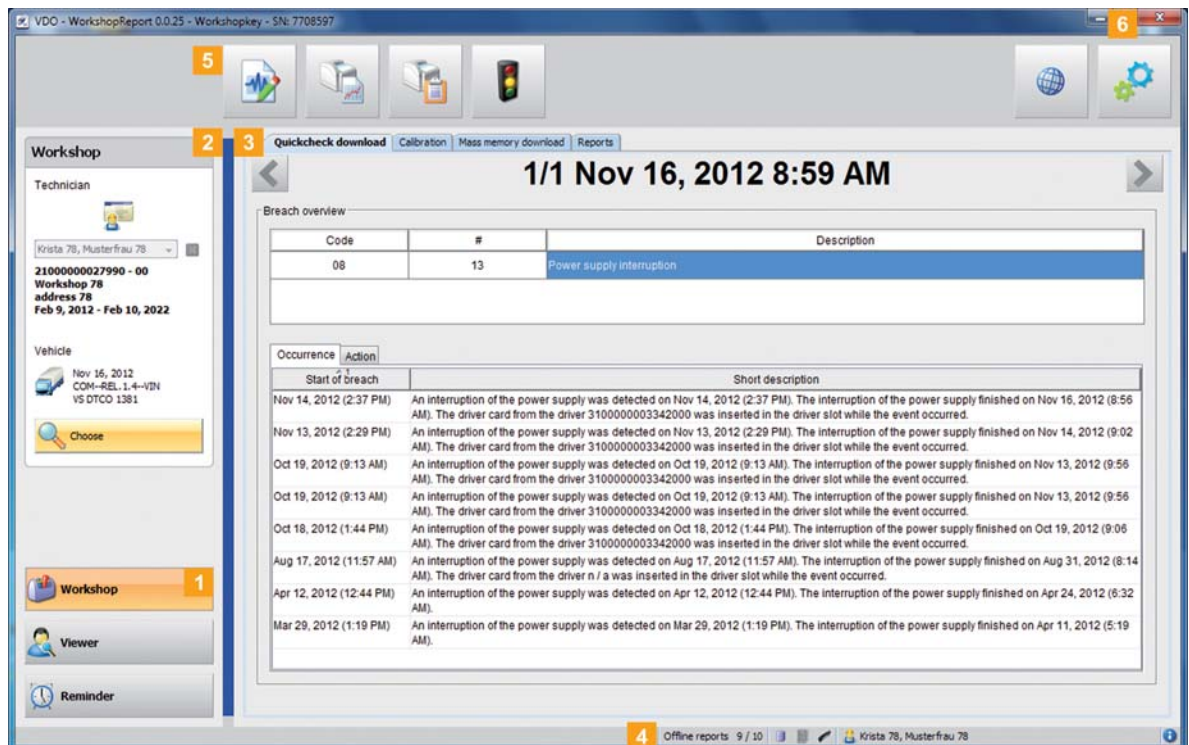 VDO - WorkshopReport 0.0.25 - Workshopkey - SN: 7708597
6
5
2
Workshop
Technician
Krista 78, Musterfrau 78
21000000027990 - 00
Workshop 78
address 78
Feb 9, 2012 - Feb 10, 2022
Vehicle
Nov 16, 2012
COM--REL.1.4--VIN
VS DTCO 1381
Choose
Workshop
1
Viewer
Reminder
3
Quickcheck download Calibration Mass memory download Reports
1/1 Nov 16, 2012 8:59 AM
Breach overview
Code # Description
08 13 Power supply interruption
Occurrence Action
Start of breach Short description
Nov 14, 2012 (2:37 PM) An interruption of the power supply was detected on Nov 14, 2012 (2:37 PM). The interruption of the power supply finished on Nov 16, 2012 (8:56
AM). The driver card from the driver 3100000003342000 was inserted in the driver slot while the event occurred.
Nov 13, 2012 (2:29 PM) An interruption of the power supply was detected on Nov 13, 2012 (2:29 PM). The interruption of the power supply finished on Nov 14, 2012 (9:02
AM). The driver card from the driver 3100000003342000 was inserted in the driver slot while the event occurred.
Oct 19, 2012 (9:13 AM) An interruption of the power supply was detected on Oct 19, 2012 (9:13 AM). The interruption of the power supply finished on Nov 13, 2012 (9:56
AM). The driver card from the driver 3100000003342000 was inserted in the driver slot while the event occurred.
Oct 19, 2012 (9:13 AM) An interruption of the power supply was detected on Oct 19, 2012 (9:13 AM). The interruption of the power supply finished on Nov 13, 2012 (9:56
AM). The driver card from the driver 3100000003342000 was inserted in the driver slot while the event occurred.
Oct 18, 2012 (1:44 PM) An interruption of the power supply was detected on Oct 18, 2012 (1:44 PM). The interruption of the power supply finished on Oct 19, 2012 (9:06
AM). The driver card from the driver 3100000003342000 was inserted in the driver slot while the event occurred.
Aug 17, 2012 (11:57 AM) An interruption of the power supply was detected on Aug 17, 2012 (11:57 AM). The interruption of the power supply finished on Aug 31, 2012 (8:14
AM). The driver card from the driver n / a was inserted in the driver slot while the event occurred.
Apr 12, 2012 (12:44 PM) An interruption of the power supply was detected on Apr 12, 2012 (12:44 PM). The interruption of the power supply finished on Apr 24, 2012 (6:32
AM).
Mar 29, 2012 (1:19 PM) An interruption of the power supply was detected on Mar 29, 2012 (1:19 PM). The interruption of the power supply finished on Apr 11, 2012 (5:19
AM).
4
Offline reports 9 / 10 Krista 78, Musterfrau 78